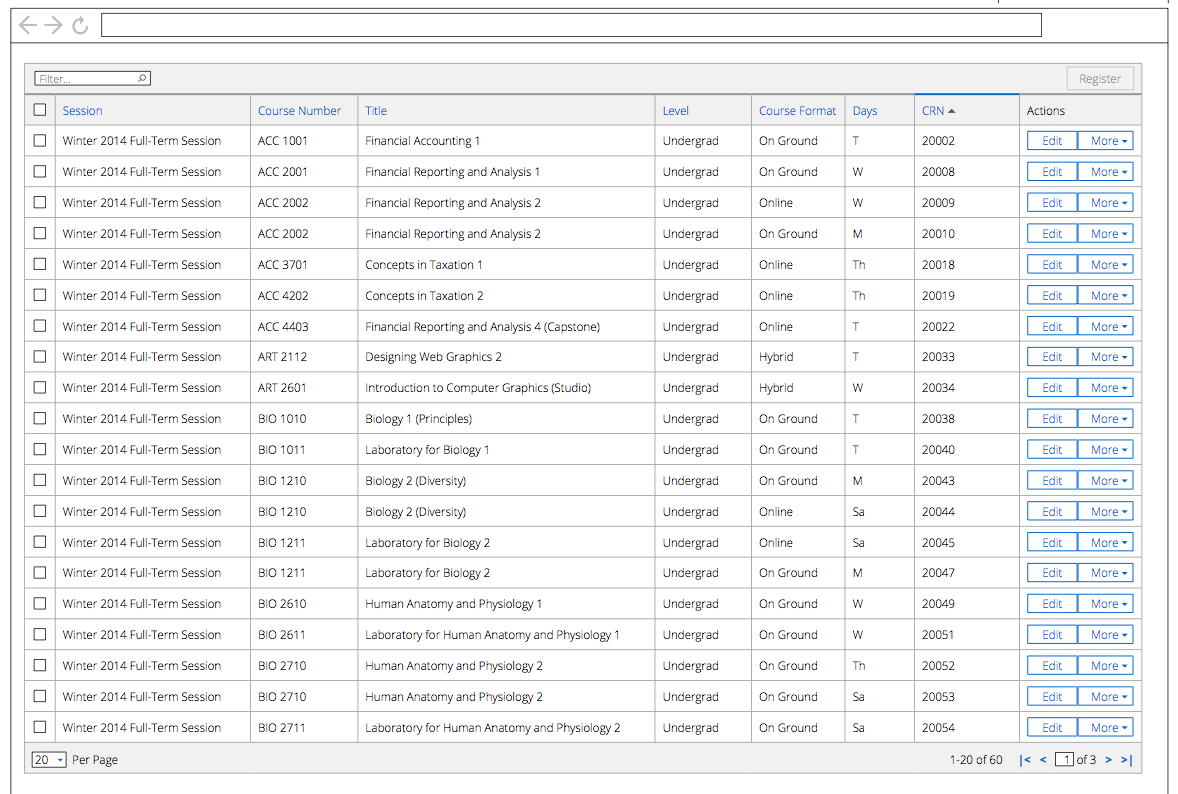 Filter... Register
Session Course Number Title Level Course Format Days CRN Actions
Winter 2014 Full-Term Session ACC 1001 Financial Accounting 1 Undergrad On Ground T 20002 Edit More
Winter 2014 Full-Term Session ACC 2001 Financial Reporting and Analysis 1 Undergrad On Ground W 20008 Edit More
Winter 2014 Full-Term Session ACC 2002 Financial Reporting and Analysis 2 Undergrad Online W 20009 Edit More
Winter 2014 Full-Term Session ACC 2002 Financial Reporting and Analysis 2 Undergrad On Ground M 20010 Edit More
Winter 2014 Full-Term Session ACC 3701 Concepts in Taxation 1 Undergrad Online Th 20018 Edit More
Winter 2014 Full-Term Session ACC 4202 Concepts in Taxation 2 Undergrad Online Th 20019 Edit More
Winter 2014 Full-Term Session ACC 4403 Financial Reporting and Analysis 4 (Capstone) Undergrad Online T 20022 Edit More
Winter 2014 Full-Term Session ART 2112 Designing Web Graphics 2 Undergrad Hybrid T 20033 Edit More
Winter 2014 Full-Term Session ART 2601 Introduction to Computer Graphics (Studio) Undergrad Hybrid W 20034 Edit More
Winter 2014 Full-Term Session BIO 1010 Biology 1 (Principles) Undergrad On Ground T 20038 Edit More
Winter 2014 Full-Term Session BIO 1011 Laboratory for Biology 1 Undergrad On Ground T 20040 Edit More
Winter 2014 Full-Term Session BIO 1210 Biology 2 (Diversity) Undergrad On Ground M 20043 Edit More
Winter 2014 Full-Term Session BIO 1210 Biology 2 (Diversity) Undergrad Online Sa 20044 Edit More
Winter 2014 Full-Term Session BIO 1211 Laboratory for Biology 2 Undergrad Online Sa 20045 Edit More
Winter 2014 Full-Term Session BIO 1211 Laboratory for Biology 2 Undergrad On Ground M 20047 Edit More
Winter 2014 Full-Term Session BIO 2610 Human Anatomy and Physiology 1 Undergrad On Ground W 20049 Edit More
Winter 2014 Full-Term Session BIO 2611 Laboratory for Human Anatomy and Physiology 1 Undergrad On Ground W 20051 Edit More
Winter 2014 Full-Term Session BIO 2710 Human Anatomy and Physiology 2 Undergrad On Ground Th 20052 Edit More
Winter 2014 Full-Term Session BIO 2710 Human Anatomy and Physiology 2 Undergrad On Ground Sa 20053 Edit More
Winter 2014 Full-Term Session BIO 2711 Laboratory for Human Anatomy and Physiology 2 Undergrad On Ground Sa 20054 Edit More
20 Per Page 1-20 of 60 |< < 1 of 3 > >|